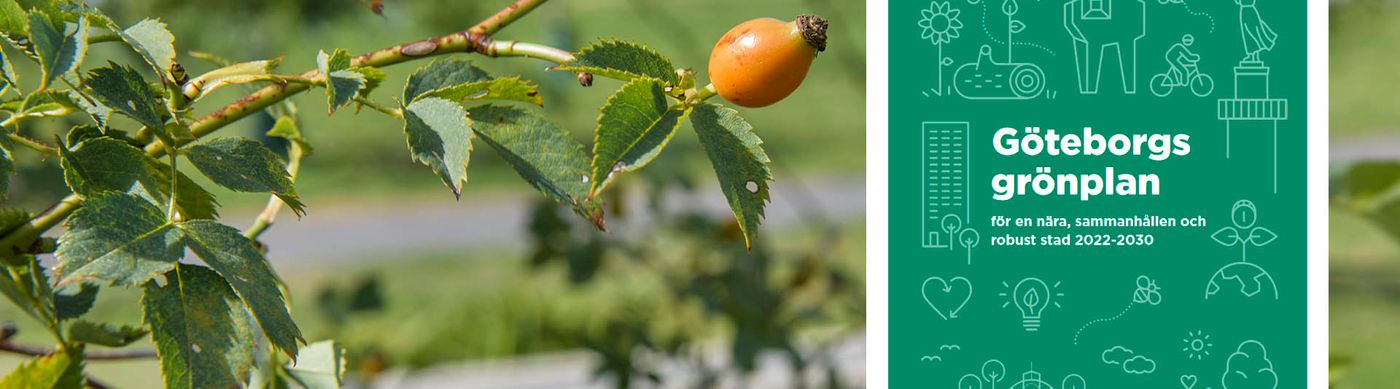 Göteborgs
grönplan
för en nära, sammanhållen och
robust stad 2022-2030